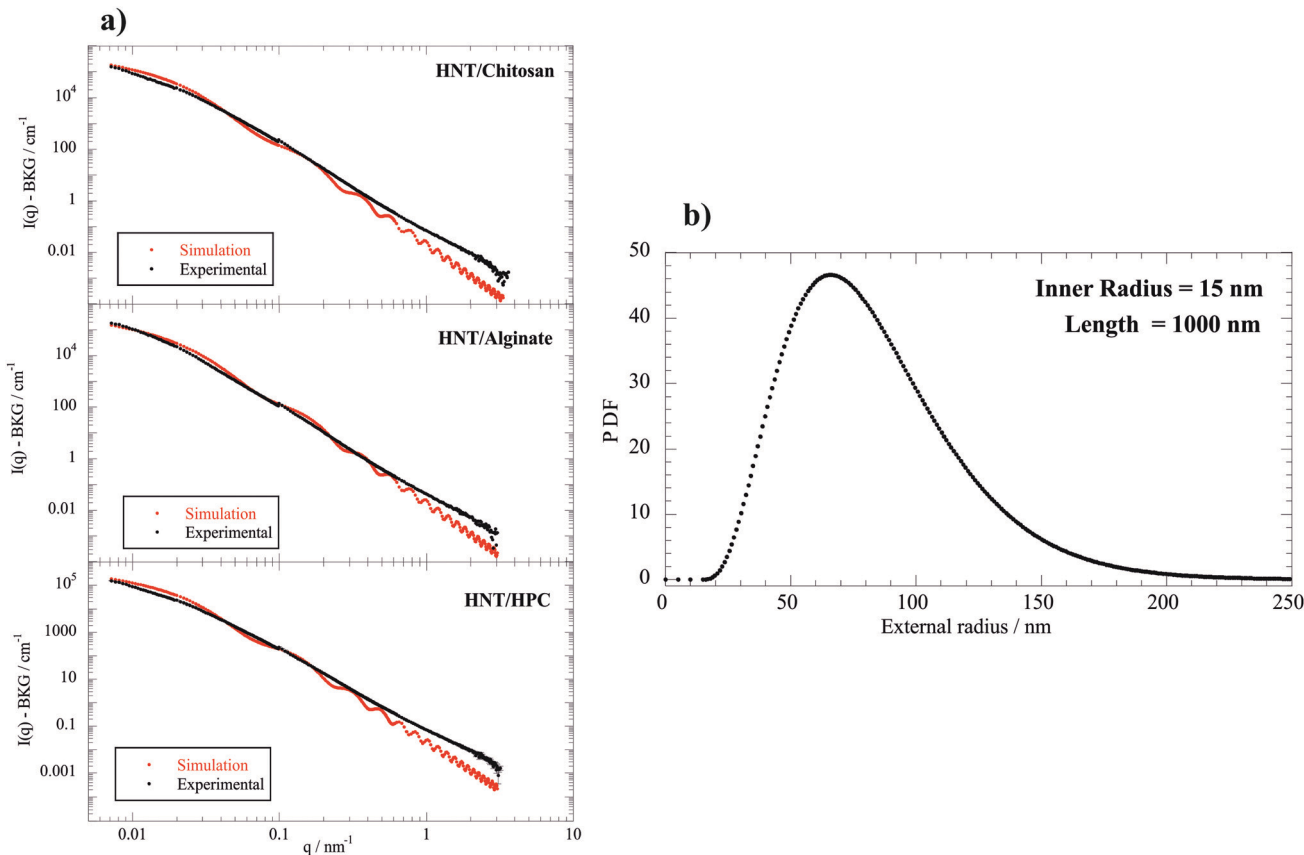 a)
HNT/Chitosan
10^4
100
1
0.01
I(q) - BKG / cm^-1
Simulation
Experimental
HNT/Alginate
10^4
100
1
0.01
I(q) - BKG / cm^-1
Simulation
Experimental
HNT/HPC
10^5
1000
10
0.1
0.001
I(q) - BKG / cm^-1
Simulation
Experimental
0.01 0.1 1 10
q / nm^-1
b)
Inner Radius = 15 nm
Length = 1000 nm
50
40
30
20
10
0
PDF
0 50 100 150 200 250
External radius / nm